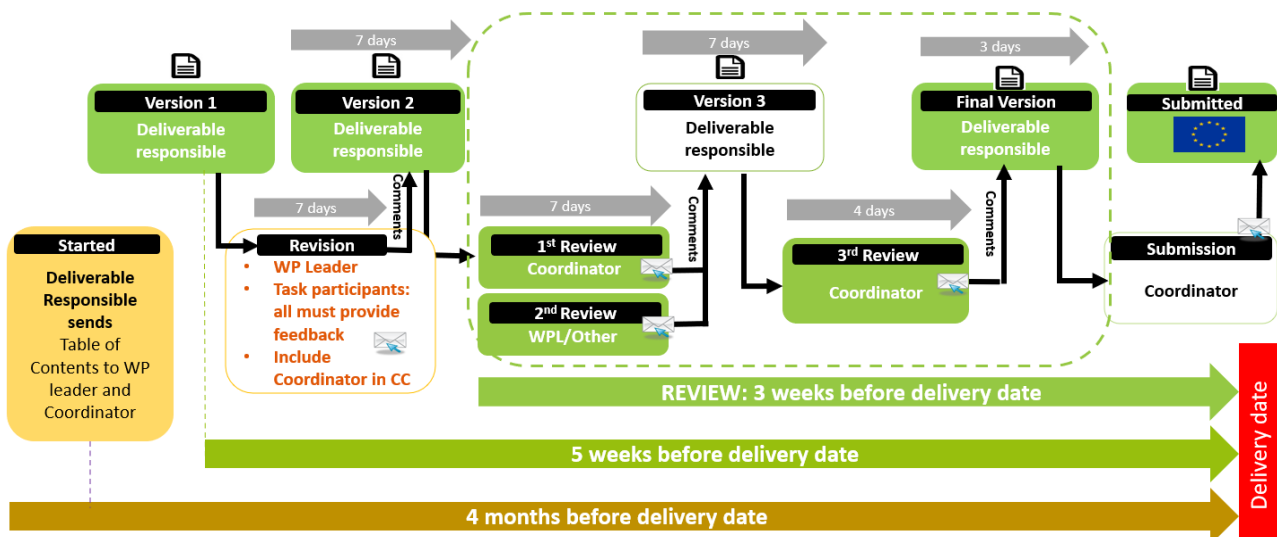 7 days
7 days
3 days
Version 1
Deliverable
responsible
Version 2
Deliverable
responsible
Version 3
Deliverable
responsible
Final Version
Deliverable
responsible
Submitted
7 days
Comments
7 days
Comments
4 days
Comments
Started
Deliverable
Responsible
sends
Table of
Contents to WP
leader and
Coordinator
Revision
• WP Leader
• Task participants:
all must provide
feedback
• Include
Coordinator in CC
1st Review
Coordinator
2nd Review
WPL/Other
3rd Review
Coordinator
Submission
Coordinator
REVIEW: 3 weeks before delivery date
5 weeks before delivery date
4 months before delivery date
Delivery date